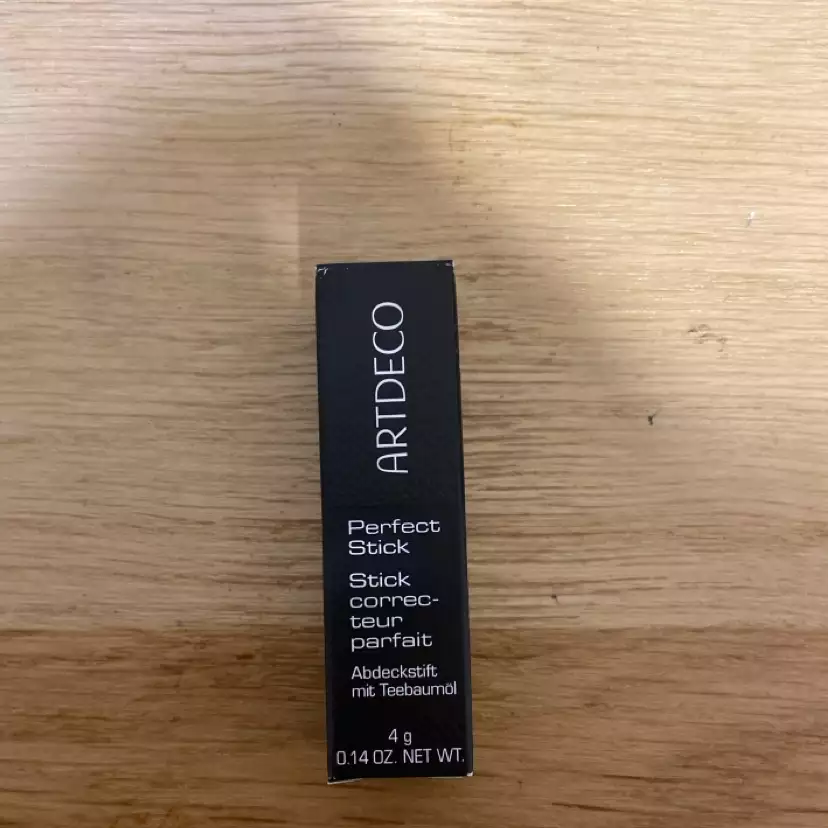 ARTDECO
Perfect
Stick
Stick
correc-
teur
parfait
Abdeckstift
mit Teebaumöl
4 g
0.14 OZ. NET WT.